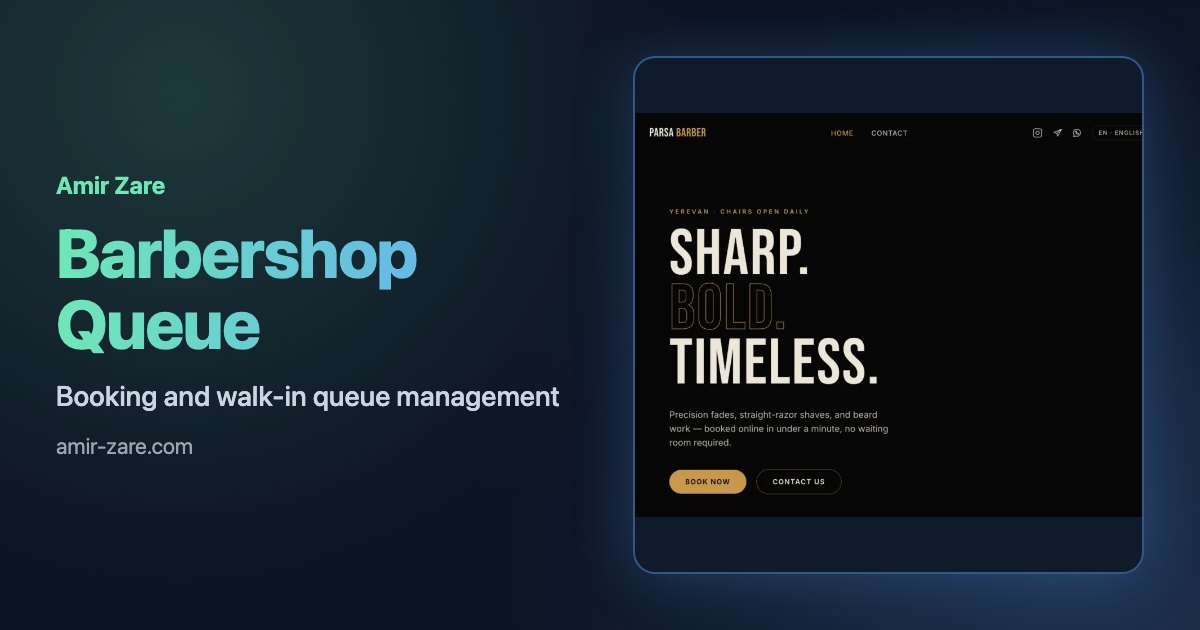 Amir Zare
Barbershop
Queue
Booking and walk-in queue management
amir-zare.com
PARSA BARBER
HOME
CONTACT
EN · ENGLISH
YEREVAN · CHAIRS OPEN DAILY
SHARP.
BOLD.
TIMELESS.
Precision fades, straight-razor shaves, and beard
work — booked online in under a minute, no waiting
room required.
BOOK NOW
CONTACT US